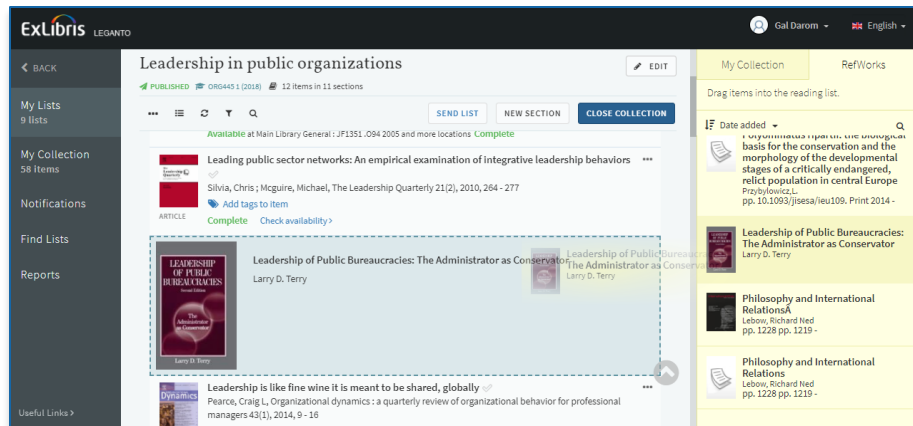 ExLibris LEGANTO
Gal Darom
English
BACK
My Lists
9 lists
My Collection
58 items
Notifications
Find Lists
Reports
Useful Links >
Leadership in public organizations
EDIT
PUBLISHED ORG4451 (2018) 12 items in 11 sections
SEND LIST NEW SECTION CLOSE COLLECTION
Available at Main Library General : JF1351 .O94 2005 and more locations Complete
Leading public sector networks: An empirical examination of integrative leadership behaviors
Silvia, Chris ; Mcguire, Michael, The Leadership Quarterly 21(2), 2010, 264 - 277
Add tags to item
ARTICLE
Complete Check availability >
LEADERSHIP
OF PUBLIC
BUREAUCRACIES
Second Edition
The
Administrator
as Conservator
Larry D. Terry
Leadership of Public Bureaucracies: The Administrator as Conservator
Larry D. Terry
Leadership of Public Bureaucracies:
The Administrator as Conservator
Larry D. Terry
Dynamics
Leadership is like fine wine it is meant to be shared, globally
Pearce, Craig L, Organizational dynamics : a quarterly review of organizational behavior for professional
managers 43(1), 2014, 9 - 16
My Collection RefWorks
Drag items into the reading list.
Date added
Polyommatus ripartii: the biological
basis for the conservation and the
morphology of the developmental
stages of a critically endangered,
relict population in central Europe
Przybylowicz,L.
pp. 10.1093/jisesa/ieu109. Print 2014 -
Leadership of Public Bureaucracies:
The Administrator as Conservator
Larry D. Terry
Philosophy and International
RelationsÂ
Lebow, Richard Ned
pp. 1228 pp. 1219 -
Philosophy and International
Relations
Lebow, Richard Ned
pp. 1228 pp. 1219 -